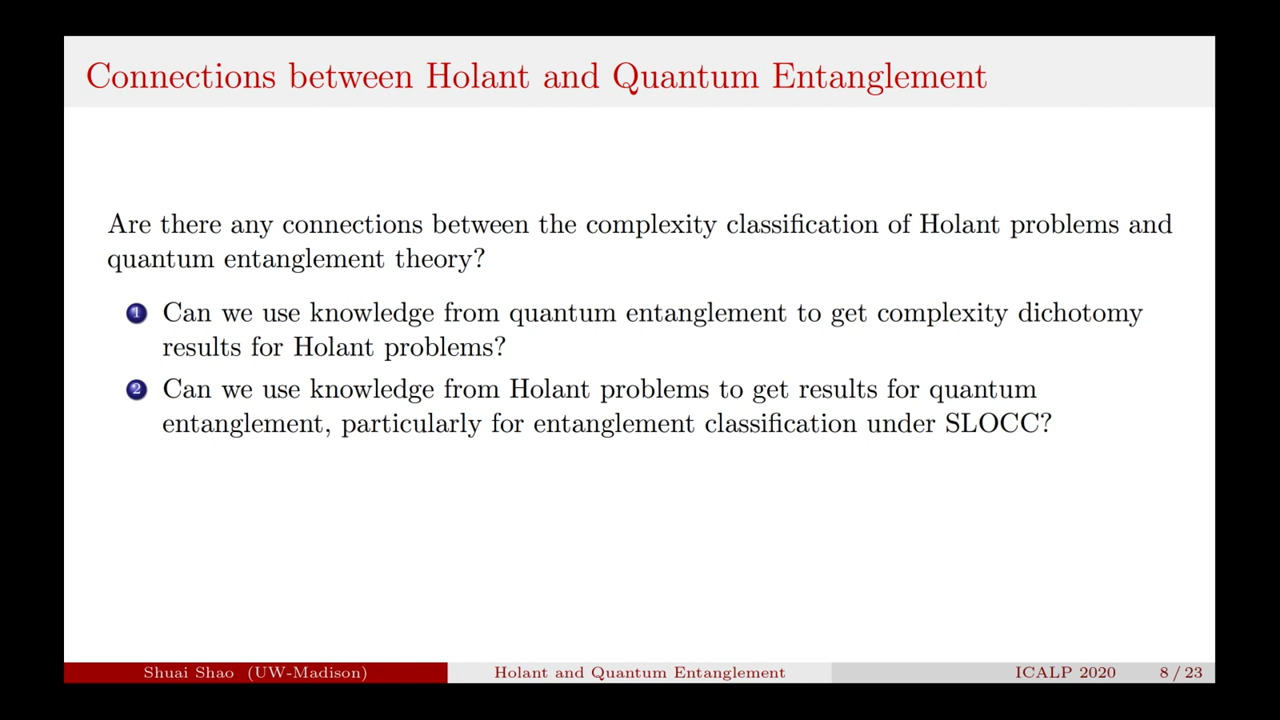 Connections between Holant and Quantum Entanglement
Are there any connections between the complexity classification of Holant problems and
quantum entanglement theory?
1 Can we use knowledge from quantum entanglement to get complexity dichotomy
results for Holant problems?
2 Can we use knowledge from Holant problems to get results for quantum
entanglement, particularly for entanglement classification under SLOCC?
Shuai Shao (UW-Madison) Holant and Quantum Entanglement ICALP 2020 8 / 23